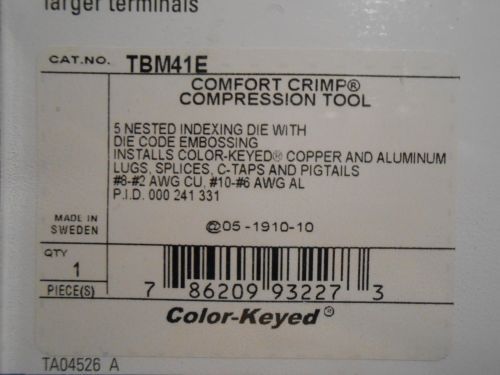 larger terminals
CAT.NO. TBM41E
COMFORT CRIMP®
COMPRESSION TOOL
5 NESTED INDEXING DIE WITH
DIE CODE EMBOSSING
INSTALLS COLOR-KEYED® COPPER AND ALUMINUM
LUGS, SPLICES, C-TAPS AND PIGTAILS
#8-#2 AWG CU, #10-#6 AWG AL
P.I.D. 000 241 331
MADE IN
SWEDEN
@05-1910-10
QTY
1
PIECE(S)
7 86209 93227 3
Color-Keyed®
TA04526 A